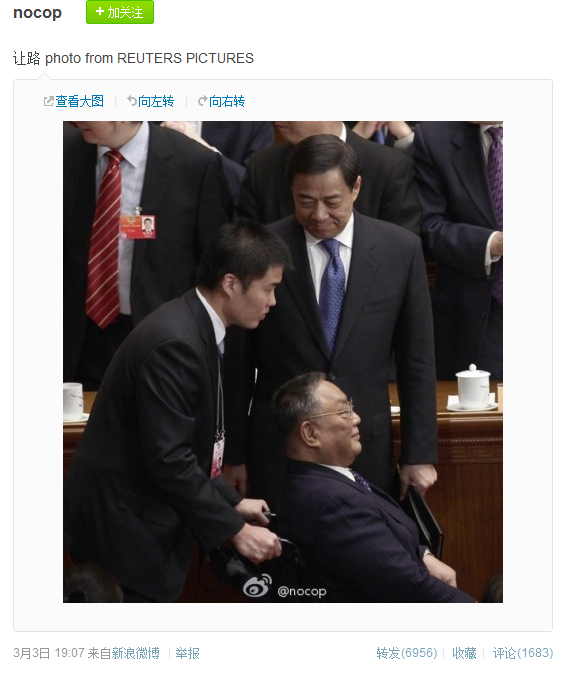 nocop + 加关注
让路 photo from REUTERS PICTURES
查看大图 | 向左转 | 向右转
@nocop
3月3日 19:07 来自新浪微博 | 举报 转发(6956) | 收藏 | 评论(1683)